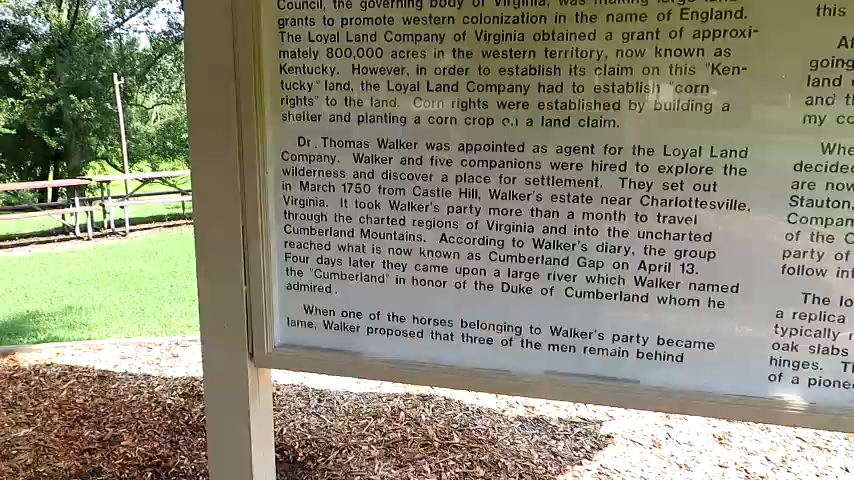 Council, the governing body of Virginia, was making large land
grants to promote western colonization in the name of England.
The Loyal Land Company of Virginia obtained a grant of approxi-
mately 800,000 acres in the western territory, now known as
Kentucky. However, in order to establish its claim on this "Ken-
tucky" land, the Loyal Land Company had to establish "corn
rights" to the land. Corn rights were established by building a
shelter and planting a corn crop on a land claim.
Dr. Thomas Walker was appointed as agent for the Loyal Land
Company. Walker and five companions were hired to explore the
wilderness and discover a place for settlement. They set out
in March 1750 from Castle Hill, Walker's estate near Charlottesville,
Virginia. It took Walker's party more than a month to travel
through the charted regions of Virginia and into the uncharted
Cumberland Mountains. According to Walker's diary, the group
reached what is now known as Cumberland Gap on April 13.
Four days later they came upon a large river which Walker named
the "Cumberland" in honor of the Duke of Cumberland whom he
admired.
When one of the horses belonging to Walker's party became
lame, Walker proposed that three of the men remain behind
this
going
land
and
my
decided
are now
Stauton,
Compan
of the
party of
follow
The
a replica
typically
oak slabs
hinges.
of a